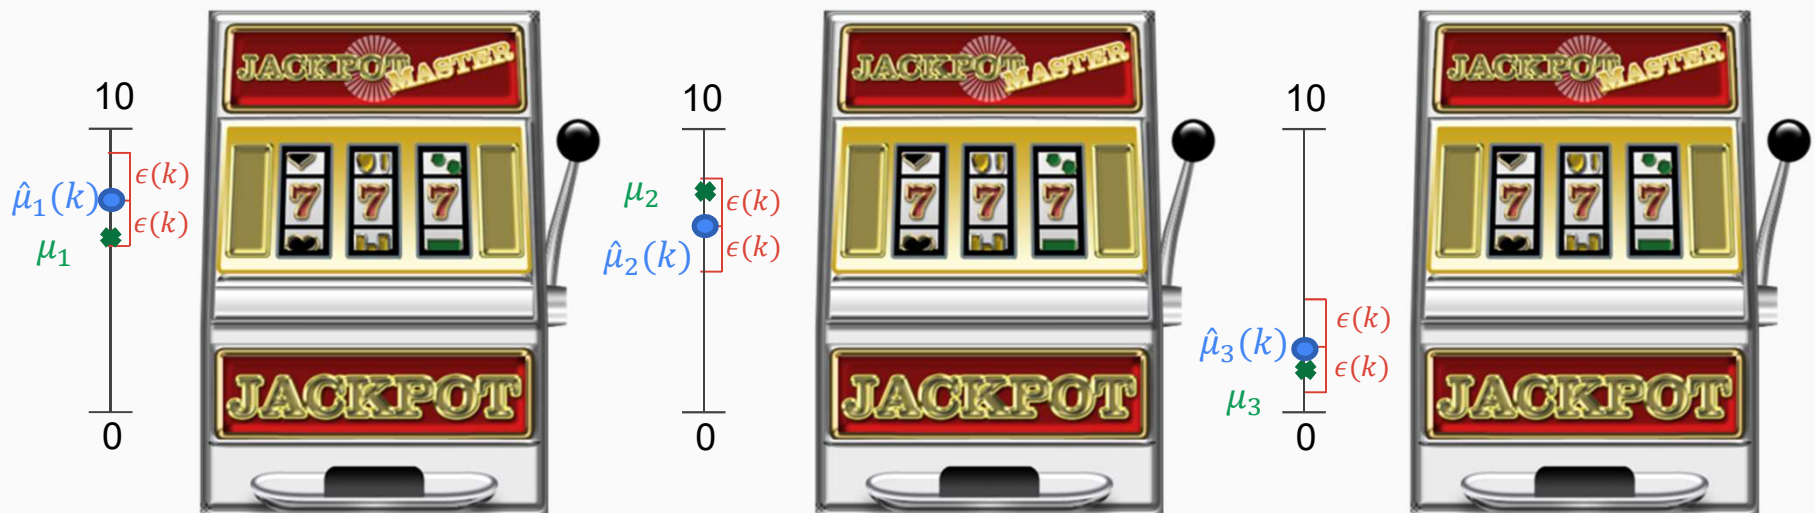 JACKPOT MASTER
10
ϵ(k)
μ̂₁(k)
ϵ(k)
μ₁
0
7 7 7
JACKPOT
JACKPOT MASTER
10
μ₂
ϵ(k)
ϵ(k)
μ̂₂(k)
0
7 7 7
JACKPOT
JACKPOT MASTER
10
ϵ(k)
μ̂₃(k)
ϵ(k)
μ₃
0
7 7 7
JACKPOT